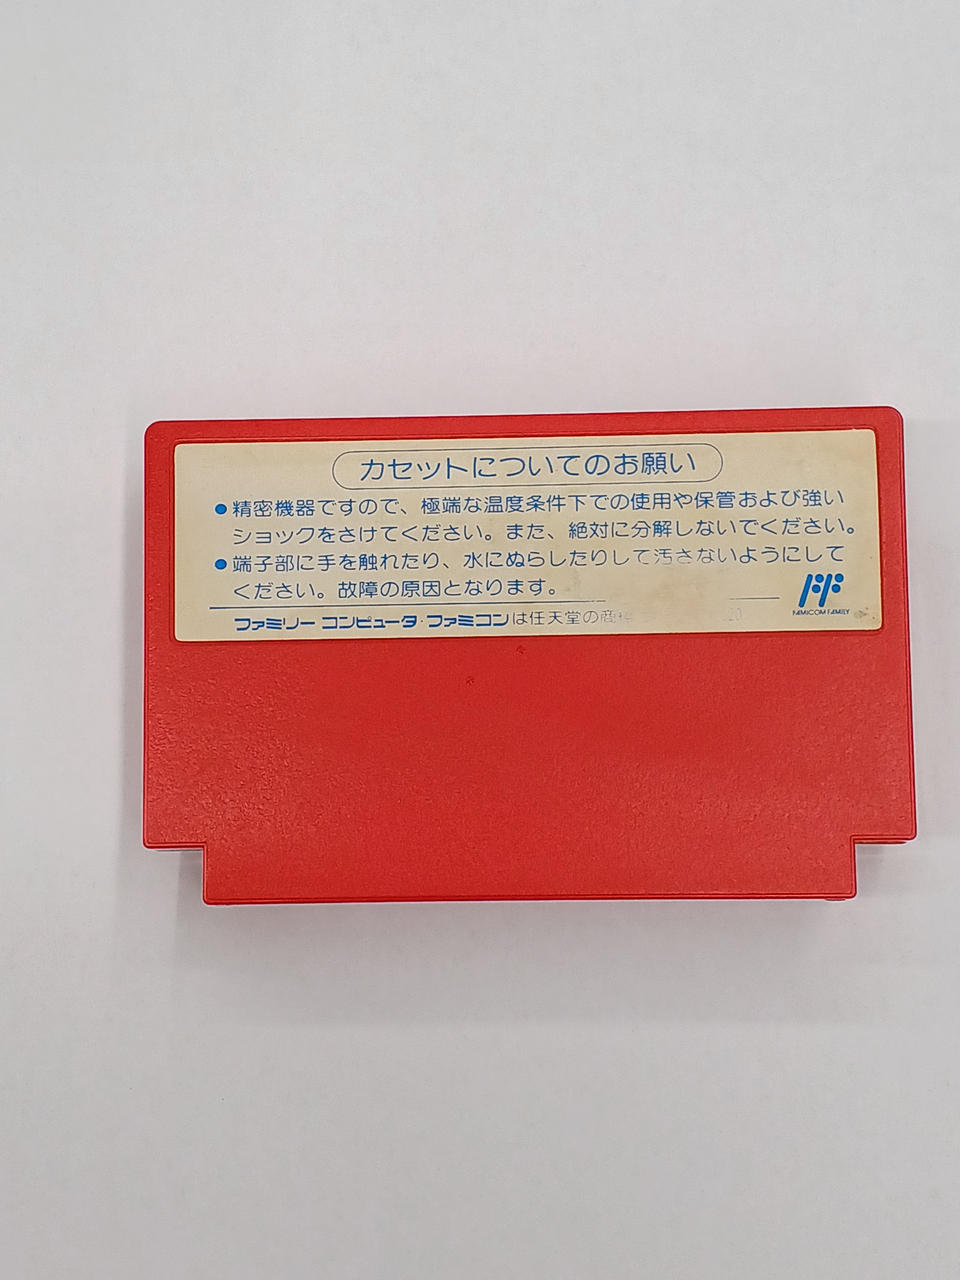 カセットについてのお願い
●精密機器ですので、極端な温度条件下での使用や保管および強い
ショックをさけてください。また、絶対に分解しないでください。
●端子部に手を触れたり、水にぬらしたりして汚さないようにして
ください。故障の原因となります。
FAMICOM FAMILY
ファミリー コンピュータ・ファミコンは任天堂の商標